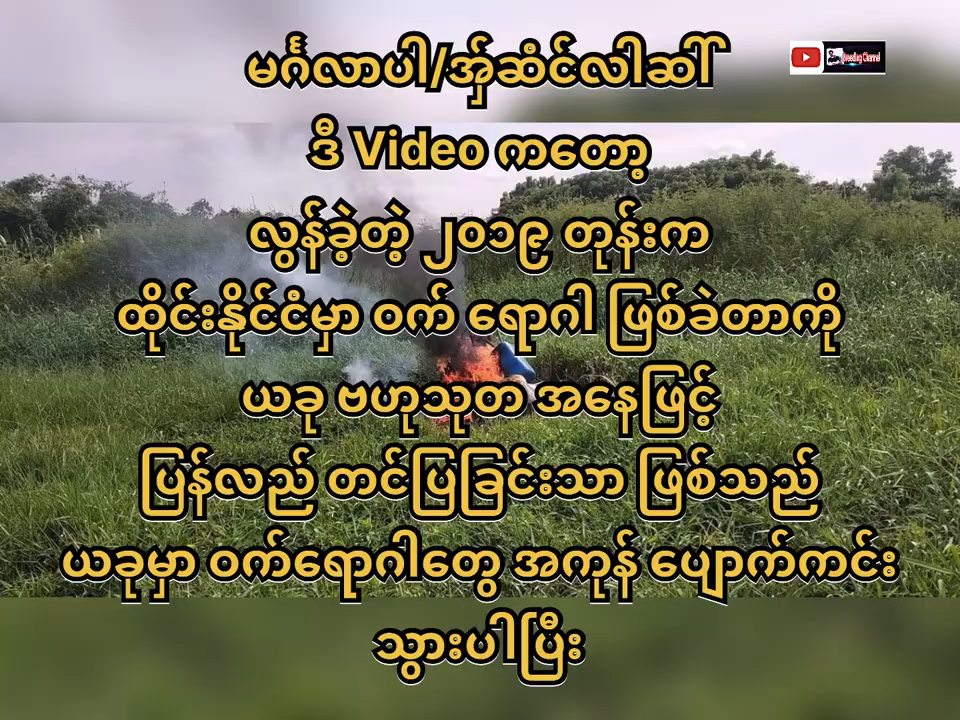 မင်္ဂလာပါ/အှ်ဆံင်လါဆါ်
ဒီ Video ကတော့
လွန်ခဲ့တဲ့ ၂၀၁၉ တုန်းက
ထိုင်းနိုင်ငံမှာ ဝက် ရောဂါ ဖြစ်ခဲတာကို
ယခု ဗဟုသုတ အနေဖြင့်
ပြန်လည် တင်ပြခြင်းသာ ဖြစ်သည်
ယခုမှာ ဝက်ရောဂါတွေ အကုန် ပျောက်ကင်း
သွားပါပြီး
Breeding Channel